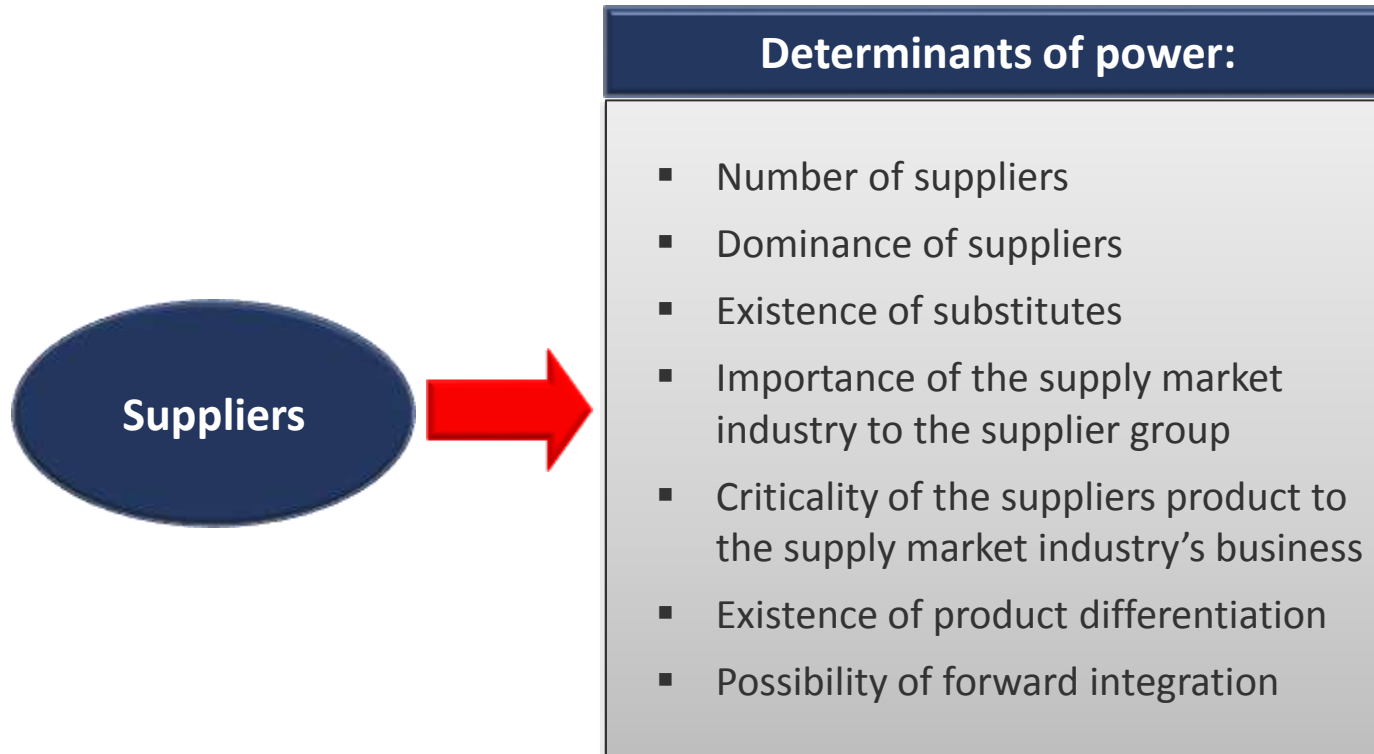 Determinants of power:
Suppliers
▪ Number of suppliers
▪ Dominance of suppliers
▪ Existence of substitutes
▪ Importance of the supply market
industry to the supplier group
▪ Criticality of the suppliers product to
the supply market industry’s business
▪ Existence of product differentiation
▪ Possibility of forward integration